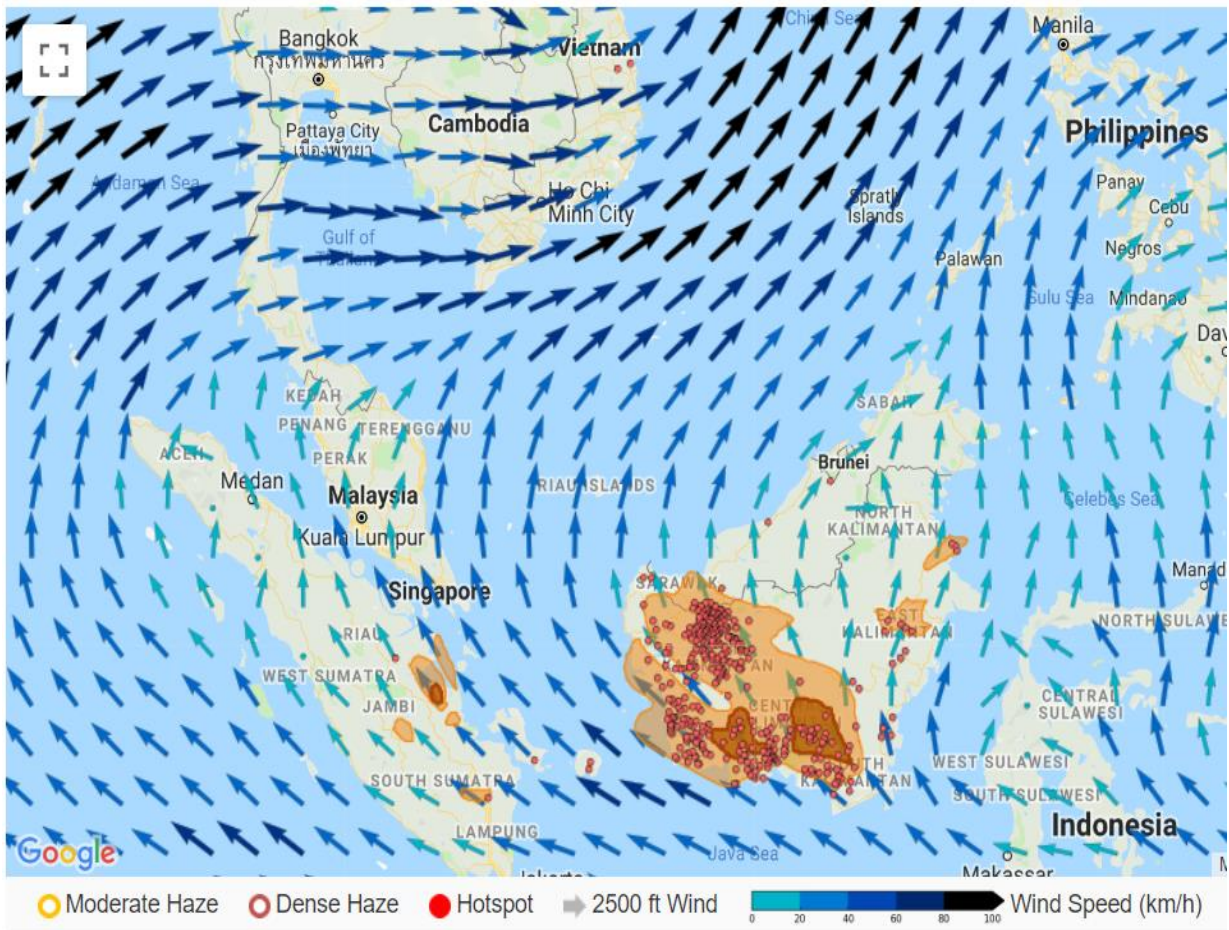 China Sea
Manila
Bangkok
กรุงเทพมหานคร
Vietnam
Pattaya City
เมืองพัทยา
Cambodia
Philippines
Andaman Sea
Panay
Ho Chi
Minh City
Spratly
Islands
Cebu
Gulf of
Negros
Palawan
Sulu Sea
Mindanao
Dav
KEDAH
PENANG
TERENGGANU
SABAH
ACEH
PERAK
Brunei
Medan
RIAU ISLANDS
Malaysia
Celebes Sea
NORTH
KALIMANTAN
Kuala Lumpur
Singapore
SARAWAK
Manad
EAST
KALIMANTAN
NORTH SULAWE
RIAU
WEST SUMATRA
CENTRAL
SULAWESI
JAMBI
WEST SULAWESI
SOUTH SUMATRA
SOUTH SULAWESI
LAMPUNG
Indonesia
Google
Java Sea
Makassar
Jakarta
Moderate Haze
Dense Haze
Hotspot
2500 ft Wind
0 20 40 60 80 100
Wind Speed (km/h)